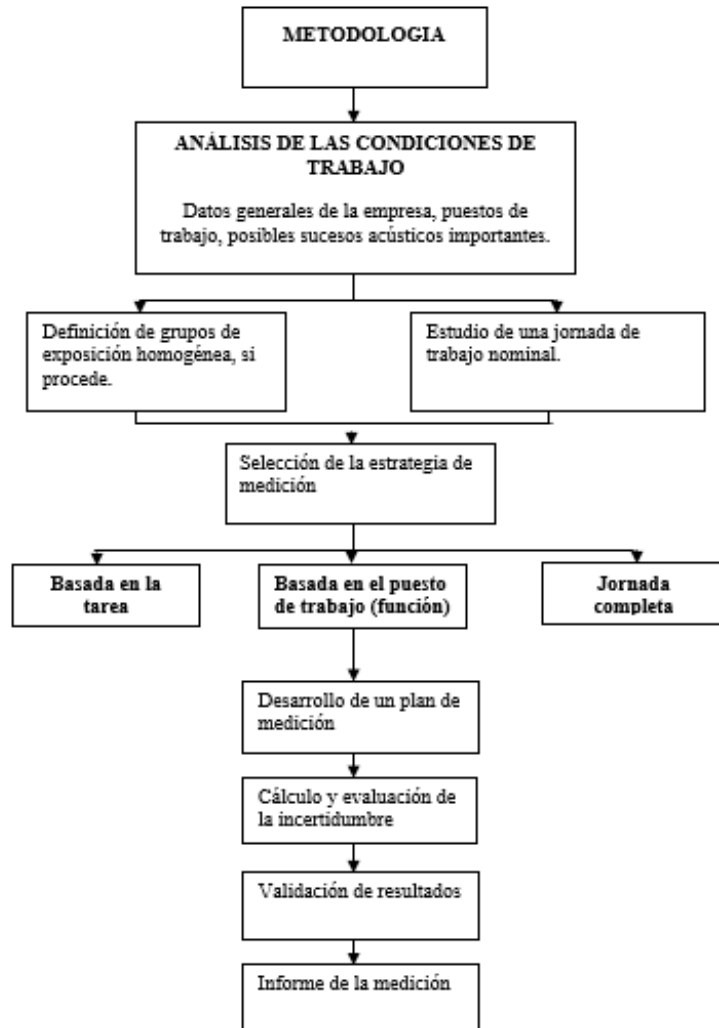 METODOLOGIA
ANÁLISIS DE LAS CONDICIONES DE
TRABAJO
Datos generales de la empresa, puestos de
trabajo, posibles sucesos acústicos importantes.
Definición de grupos de
exposición homogénea, si
procede.
Estudio de una jornada de
trabajo nominal.
Selección de la estrategia de
medición
Basada en la
tarea
Basada en el puesto
de trabajo (función)
Jornada
completa
Desarrollo de un plan de
medición
Cálculo y evaluación de
la incertidumbre
Validación de resultados
Informe de la medición